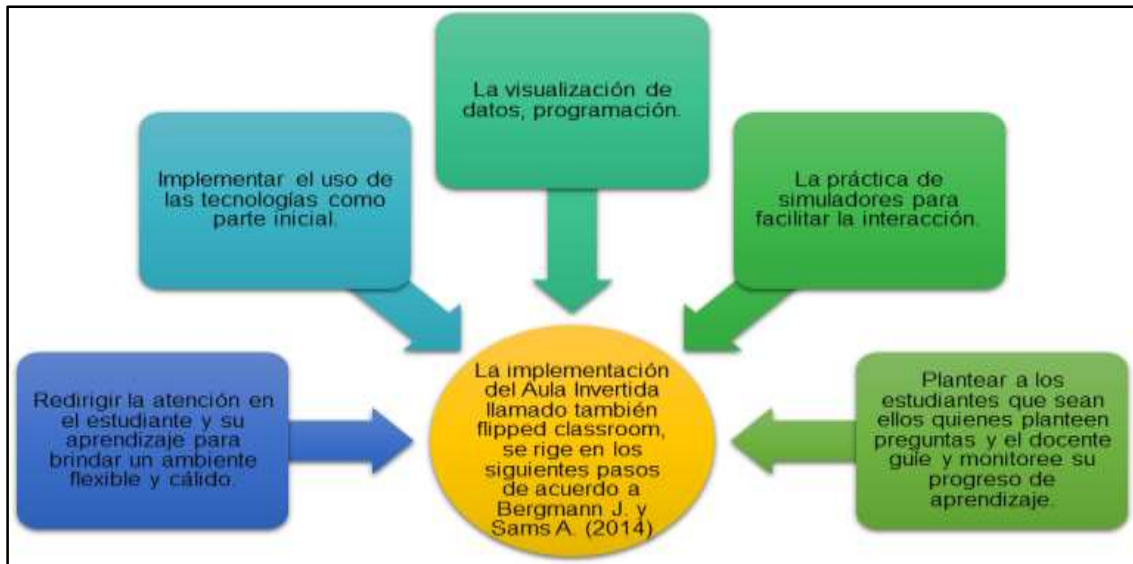 La visualización de
datos, programación.
Implementar el uso de
las tecnologías como
parte inicial.
La práctica de
simuladores para
facilitar la interacción.
Redirigir la atención en
el estudiante y su
aprendizaje para
brindar un ambiente
flexible y cálido.
La implementación
del Aula Invertida
llamado también
flipped classroom,
se rige en los
siguientes pasos
de acuerdo a
Bergmann J. y
Sams A. (2014)
Plantear a los
estudiantes que sean
ellos quienes planteen
preguntas y el docente
guíe y monitoree su
progreso de
aprendizaje.